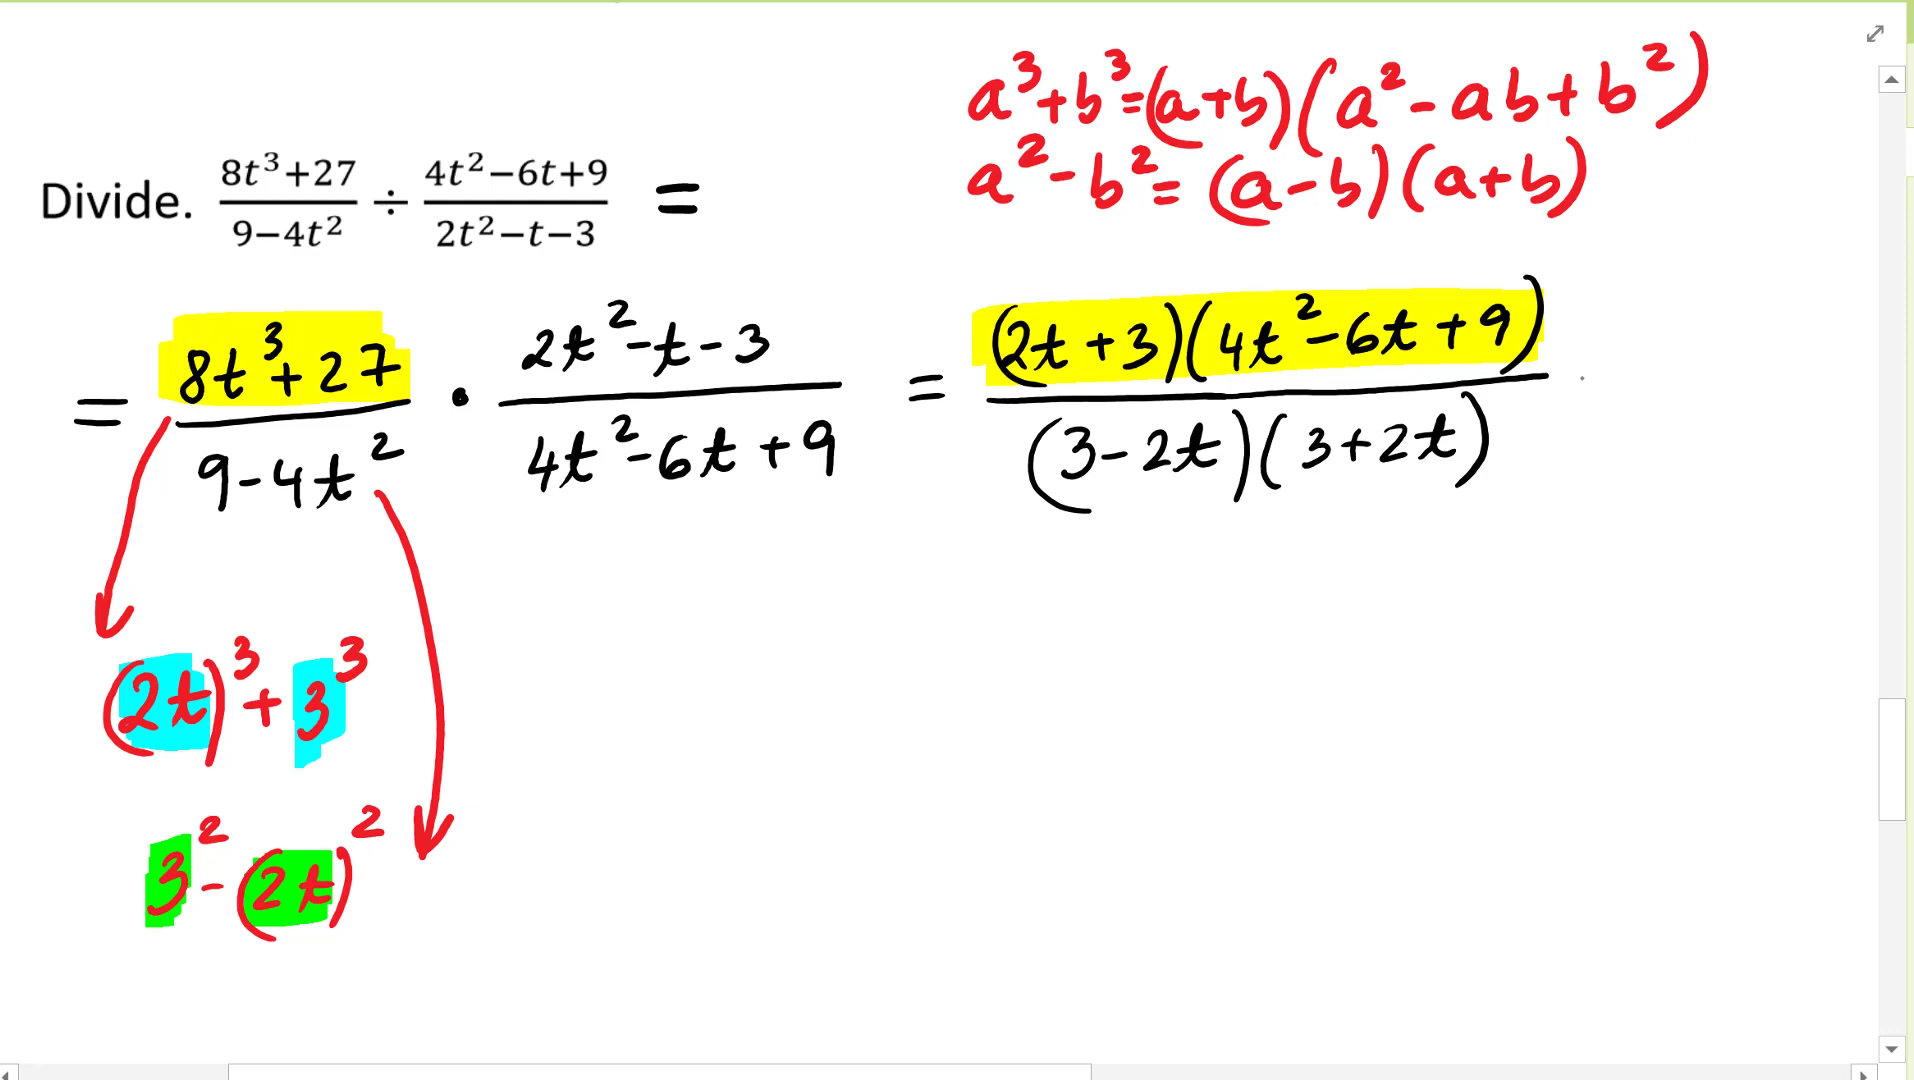 a³+b³=(a+b)(a²-ab+b²)
a²-b²=(a-b)(a+b)
Divide. (8t³+27)/(9−4t²) ÷ (4t²−6t+9)/(2t²−t−3) =
= (8t³+27)/(9-4t²) · (2t²-t-3)/(4t²-6t+9) = ((2t+3)(4t²-6t+9))/((3-2t)(3+2t))
(2t)³+3³
3²-(2t)²